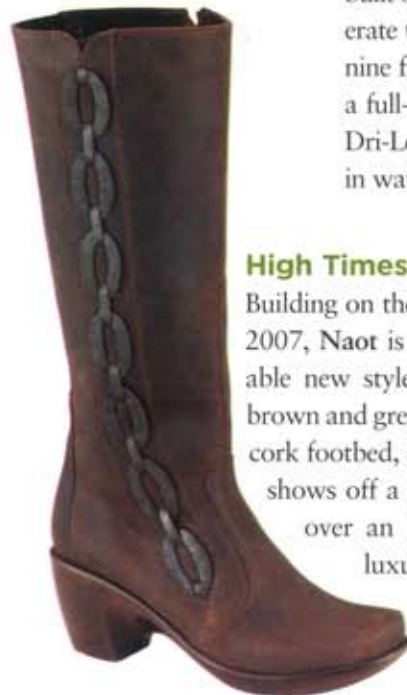 erate t
nine f
a full-
Dri-L
in wa
High Times
Building on the
2007, Naot is
able new style
brown and gre
cork footbed,
shows off a
over an
luxu